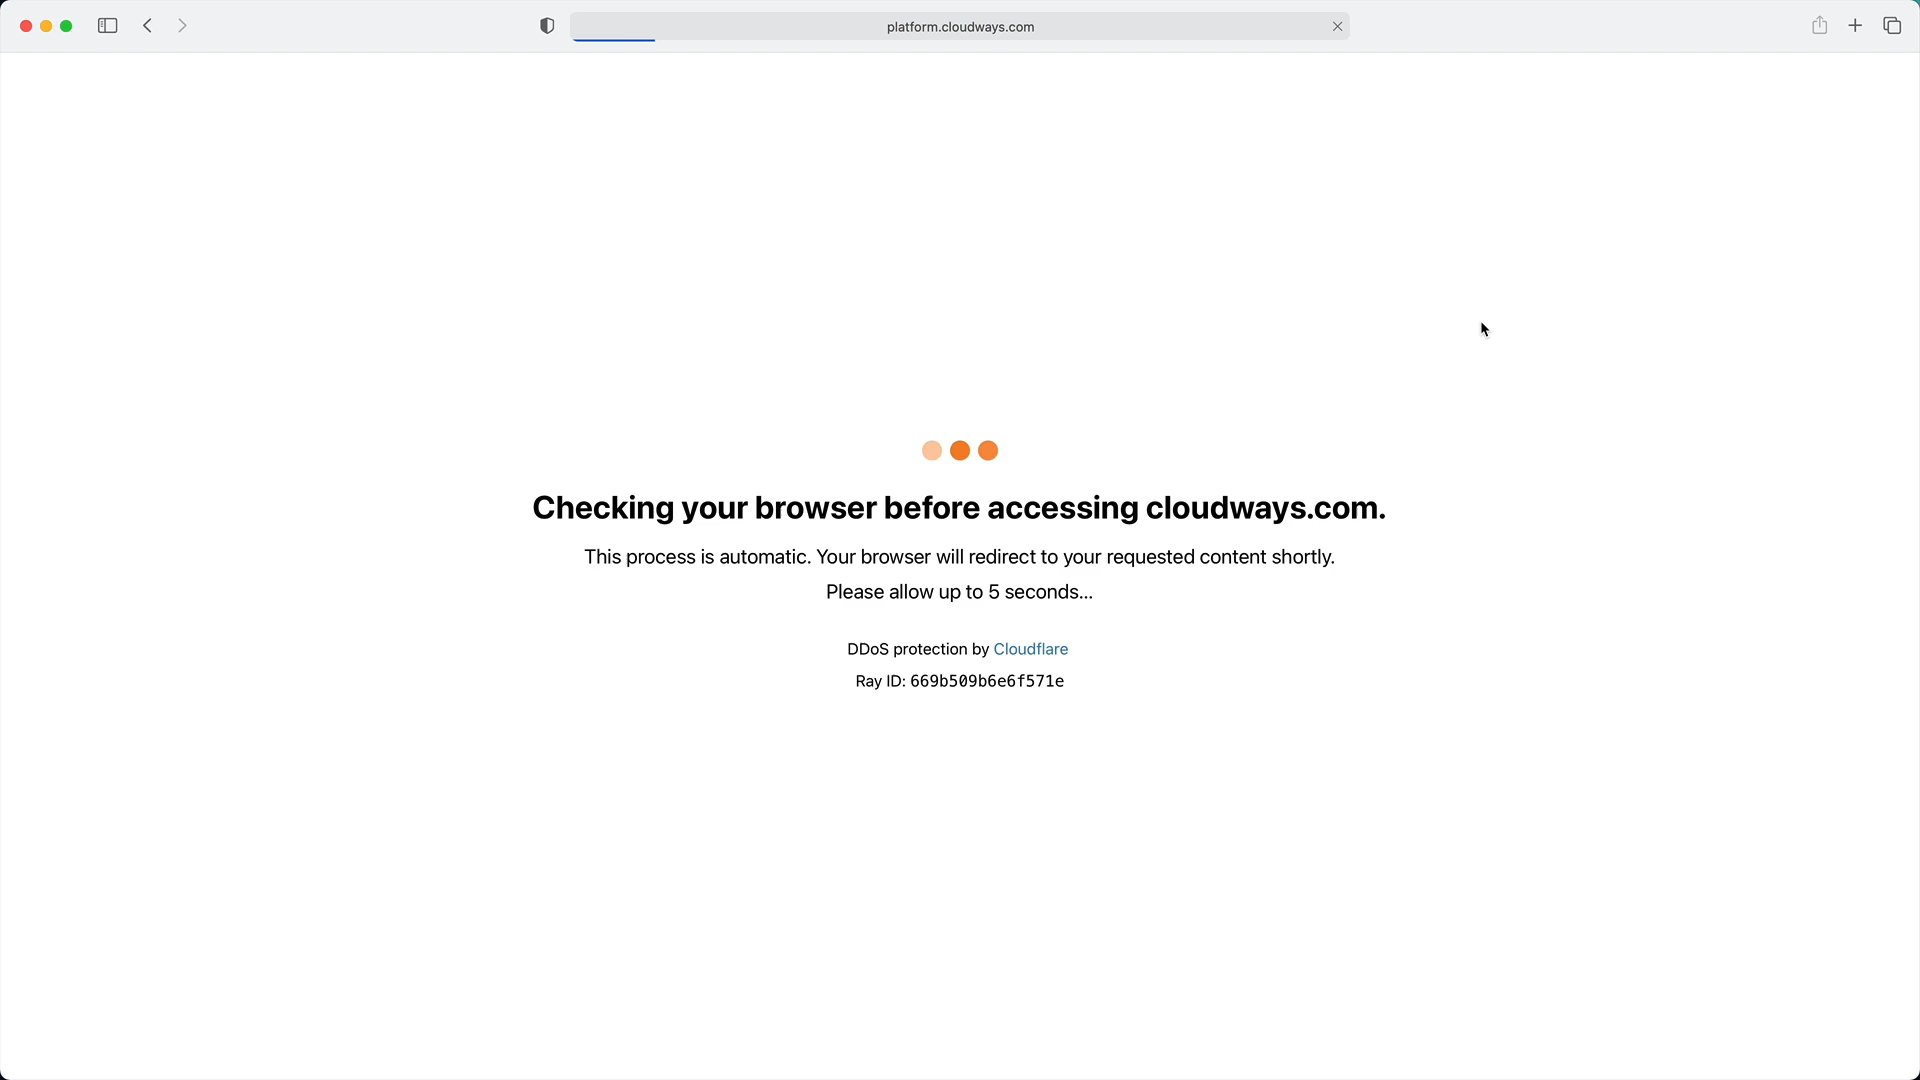 platform.cloudways.com
Checking your browser before accessing cloudways.com.
This process is automatic. Your browser will redirect to your requested content shortly.
Please allow up to 5 seconds...
DDoS protection by Cloudflare
Ray ID: 669b509b6e6f571e